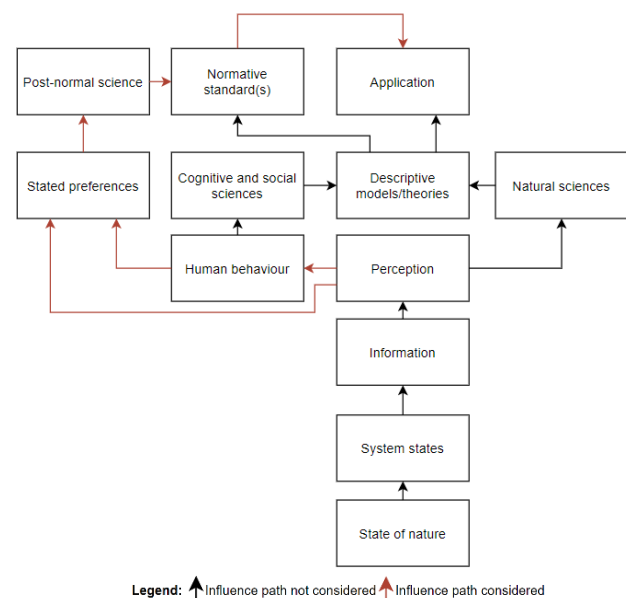 Post-normal science
Normative
standard(s)
Application
Stated preferences
Cognitive and social
sciences
Descriptive
models/theories
Natural sciences
Human behaviour
Perception
Information
System states
State of nature
Legend: Influence path not considered Influence path considered